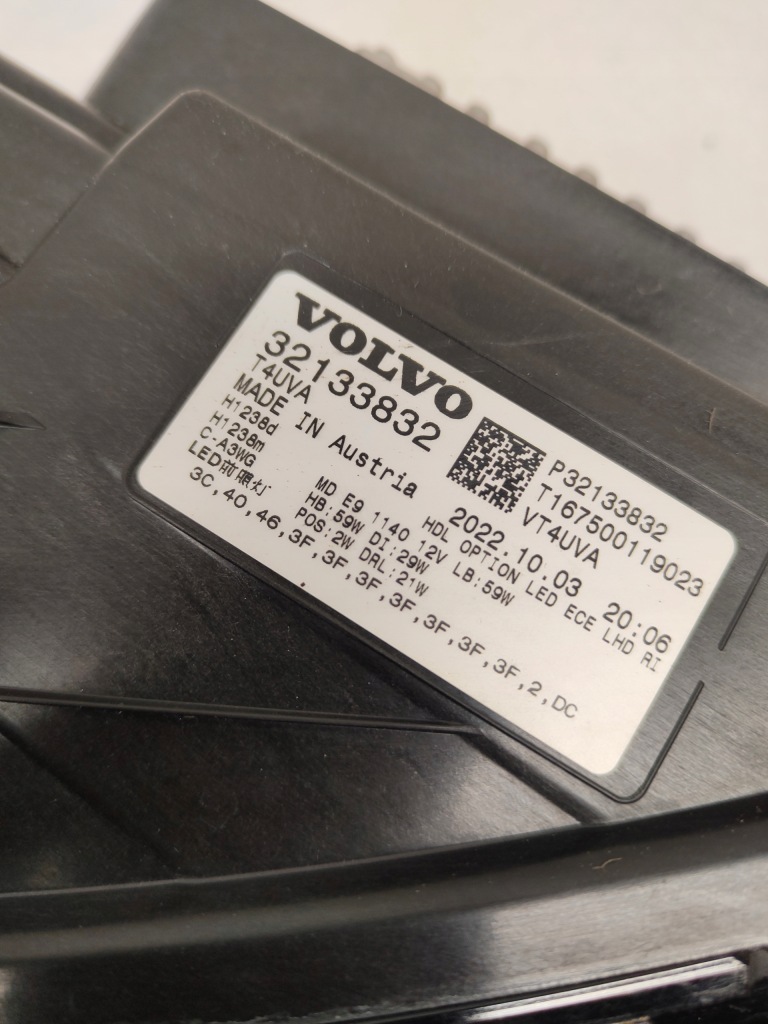 VOLVO
32133832
T4UVA
MADE IN Austria
H1238d
H1238m
C-A3WG
LED前照灯
3C,40,46,3F,3F,3F,3F,3F,3F,3F,2,DC
P32133832
T167500119023
VT4UVA
2022.10.03 20:06
HDL OPTION LED ECE LHD RI
MD E9 1140 12V LB:59W
HB:59W DI:29W
POS:2W DRL:21W